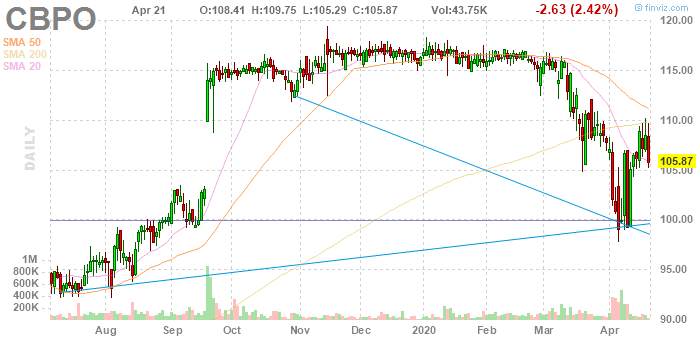 CBPO Apr 21 O:108.41 H:109.75 L:105.29 C:105.87 Vol:43.75K -2.63 (2.42%) © finviz.com
SMA 50
SMA 200
SMA 20
120.00
115.00
110.00
105.87
100.00
95.00
90.00
DAILY
1M
800K
600K
400K
200K
Aug Sep Oct Nov Dec 2020 Feb Mar Apr